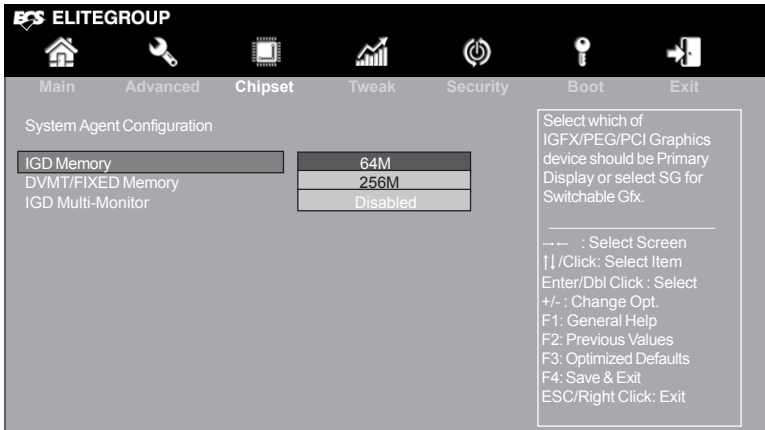 ECS ELITEGROUP
Main Advanced Chipset Tweak Security Boot Exit
System Agent Configuration
IGD Memory 64M
DVMT/FIXED Memory 256M
IGD Multi-Monitor Disabled
Select which of
IGFX/PEG/PCI Graphics
device should be Primary
Display or select SG for
Switchable Gfx.
→← : Select Screen
↑↓/Click: Select Item
Enter/Dbl Click : Select
+/- : Change Opt.
F1: General Help
F2: Previous Values
F3: Optimized Defaults
F4: Save & Exit
ESC/Right Click: Exit